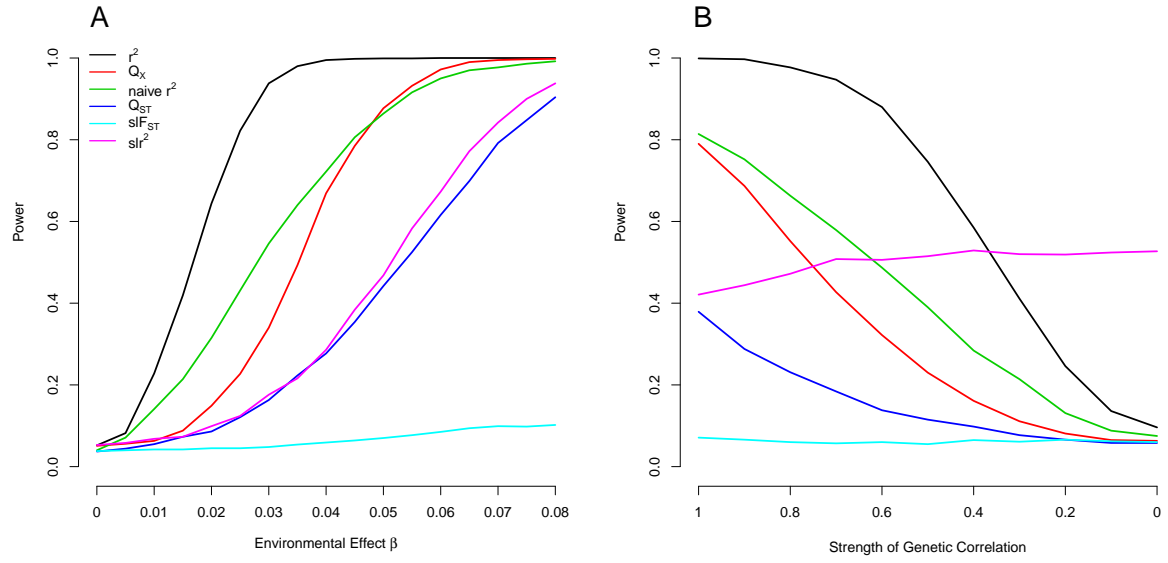 A
r²
Q_X
naive r²
Q_ST
slF_ST
slr²
Power
0.0
0.2
0.4
0.6
0.8
1.0
0 0.01 0.02 0.03 0.04 0.05 0.06 0.07 0.08
Environmental Effect β
B
Power
0.0
0.2
0.4
0.6
0.8
1.0
1 0.8 0.6 0.4 0.2 0
Strength of Genetic Correlation